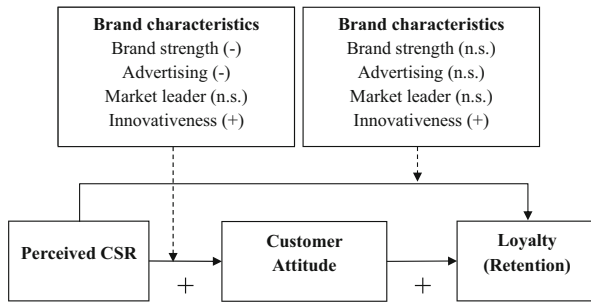 Brand characteristics
Brand strength (-)
Advertising (-)
Market leader (n.s.)
Innovativeness (+)
Brand characteristics
Brand strength (n.s.)
Advertising (n.s.)
Market leader (n.s.)
Innovativeness (+)
Perceived CSR
+
Customer
Attitude
+
Loyalty
(Retention)